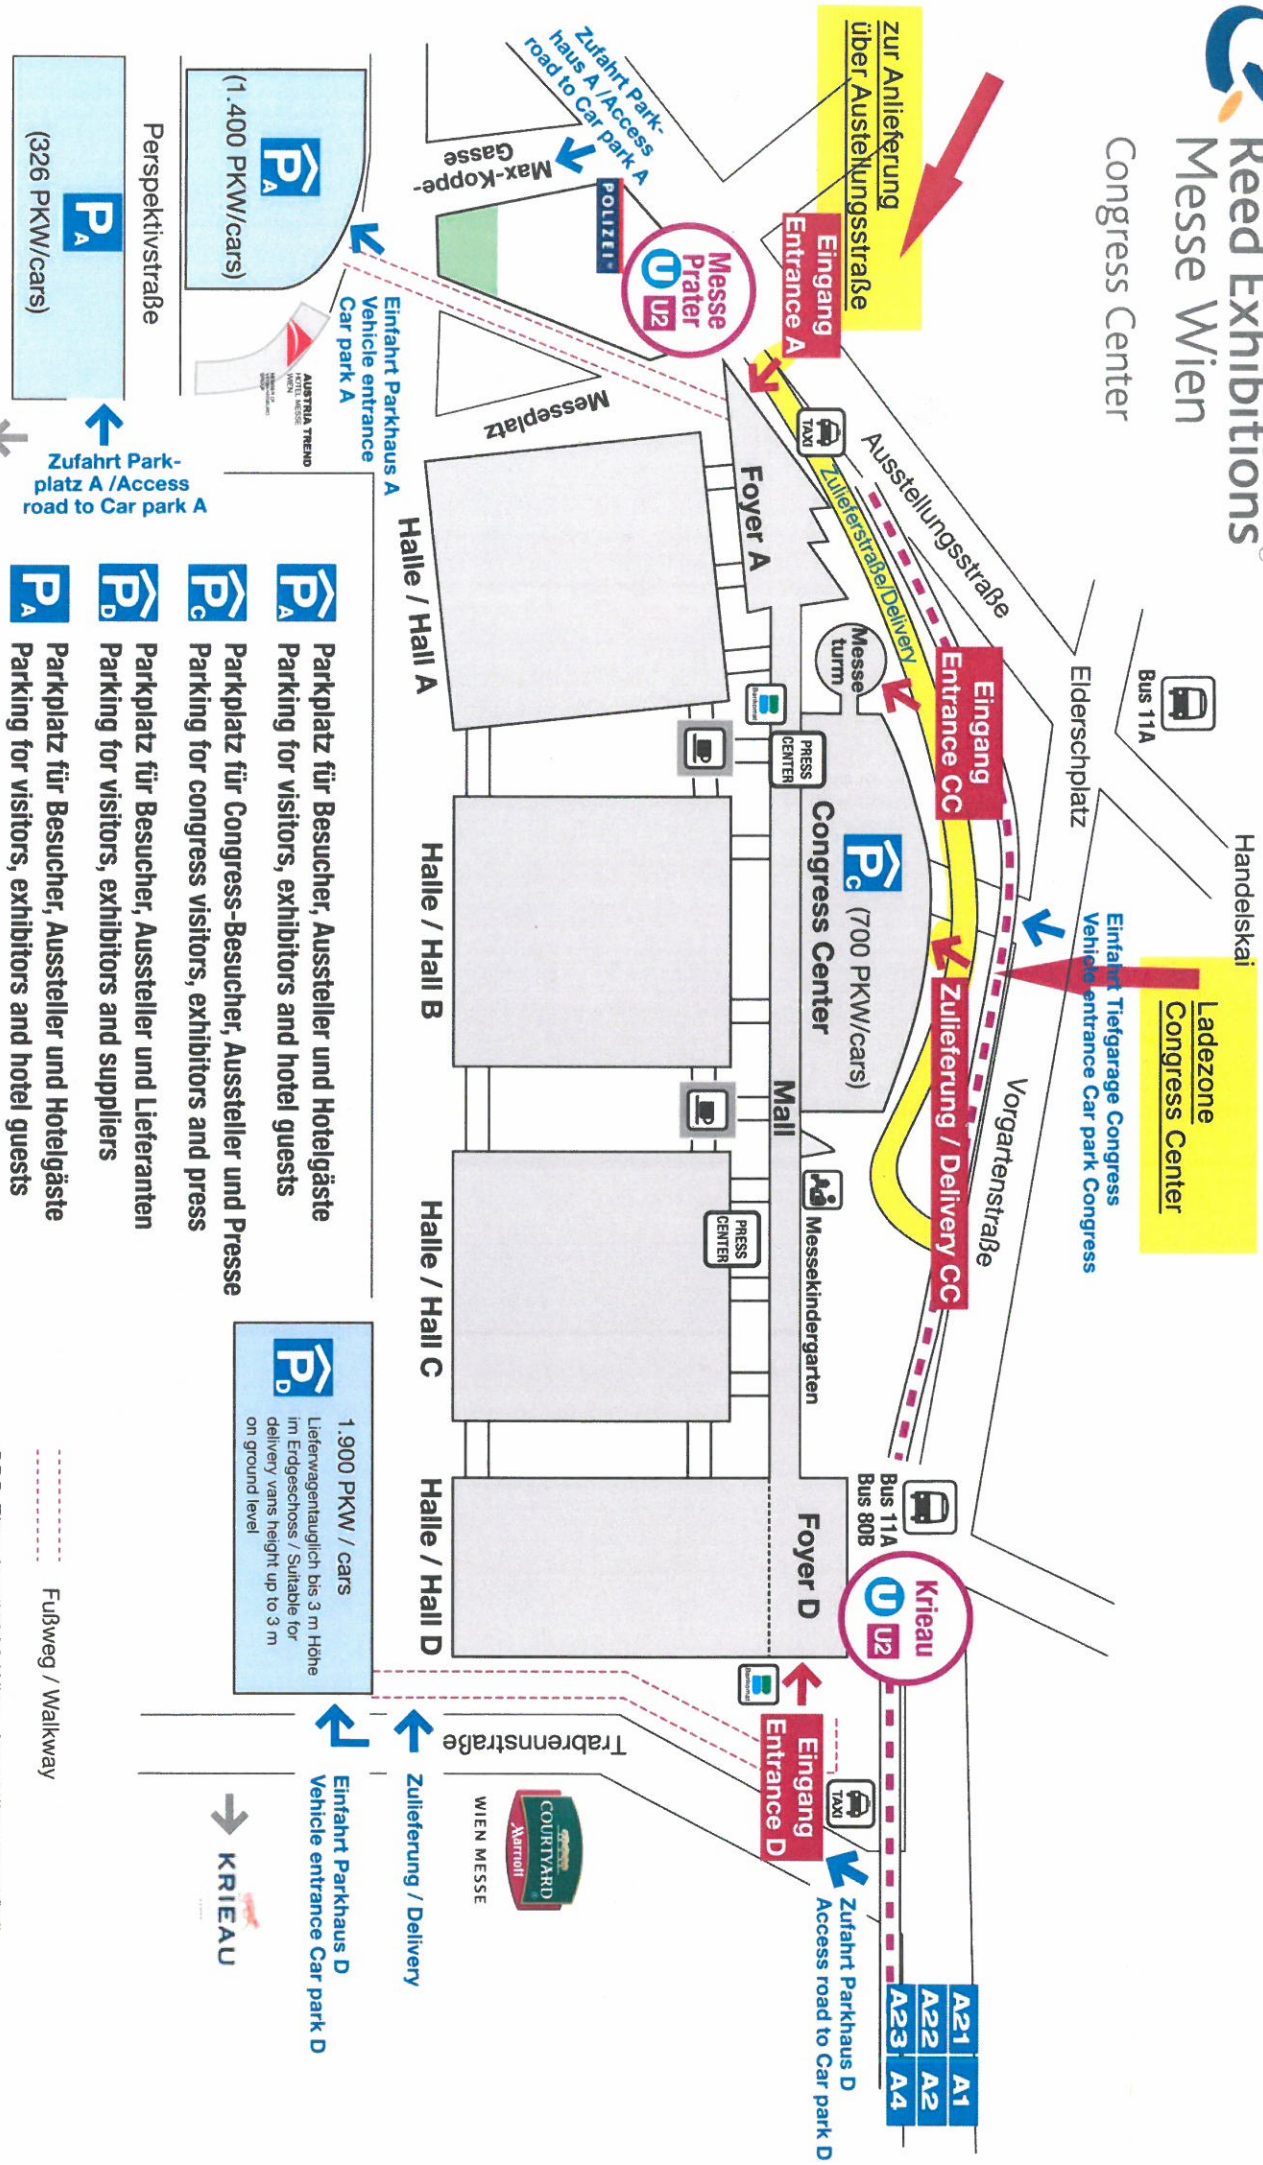 Reed Exhibitions
Messe Wien
Congress Center
zur Anlieferung
über Austellungsstraße
Zufahrt Park-
haus A /Access
road to Car park A
Max-Koppe-
Gasse
POLIZEI
Messe
Prater
U U2
Eingang
Entrance A
TAXI
Ausstellungsstraße
Zulieferstraße/Delivery
Elderschplatz
Bus 11A
Handelskai
Ladezone
Congress Center
Einfahrt Tiefgarage Congress
Vehicle entrance Car park Congress
Eingang
Entrance CC
Zulieferung / Delivery CC
Vorgartenstraße
Messe
turm
Foyer A
Bankomat
PRESS
CENTER
Congress Center
P C
(700 PKW/cars)
Mall
Messekindergarten
PRESS
CENTER
Foyer D
Bus 11A
Bus 80B
Krieau
U U2
Bankomat
Eingang
Entrance D
TAXI
Zufahrt Parkhaus D
Access road to Car park D
A21 A1
A22 A2
A23 A4
Messeplatz
Halle / Hall A
Halle / Hall B
Halle / Hall C
Halle / Hall D
Trabrennstraße
COURTYARD
Marriott
WIEN MESSE
Zulieferung / Delivery
Einfahrt Parkhaus D
Vehicle entrance Car park D
KRIEAU
P A
(1.400 PKW/cars)
Einfahrt Parkhaus A
Vehicle entrance
Car park A
AUSTRIA TREND
HOTEL MESSE
WIEN
Perspektivstraße
P A
(326 PKW/cars)
Zufahrt Park-
platz A /Access
road to Car park A
P D
1.900 PKW / cars
Lieferwagentauglich bis 3 m Höhe
im Erdgeschoss / Suitable for
delivery vans height up to 3 m
on ground level
P A Parkplatz für Besucher, Aussteller und Hotelgäste
Parking for visitors, exhibitors and hotel guests
P C Parkplatz für Congress-Besucher, Aussteller und Presse
Parking for congress visitors, exhibitors and press
P D Parkplatz für Besucher, Aussteller und Lieferanten
Parking for visitors, exhibitors and suppliers
P A Parkplatz für Besucher, Aussteller und Hotelgäste
Parking for visitors, exhibitors and hotel guests
Fußweg / Walkway